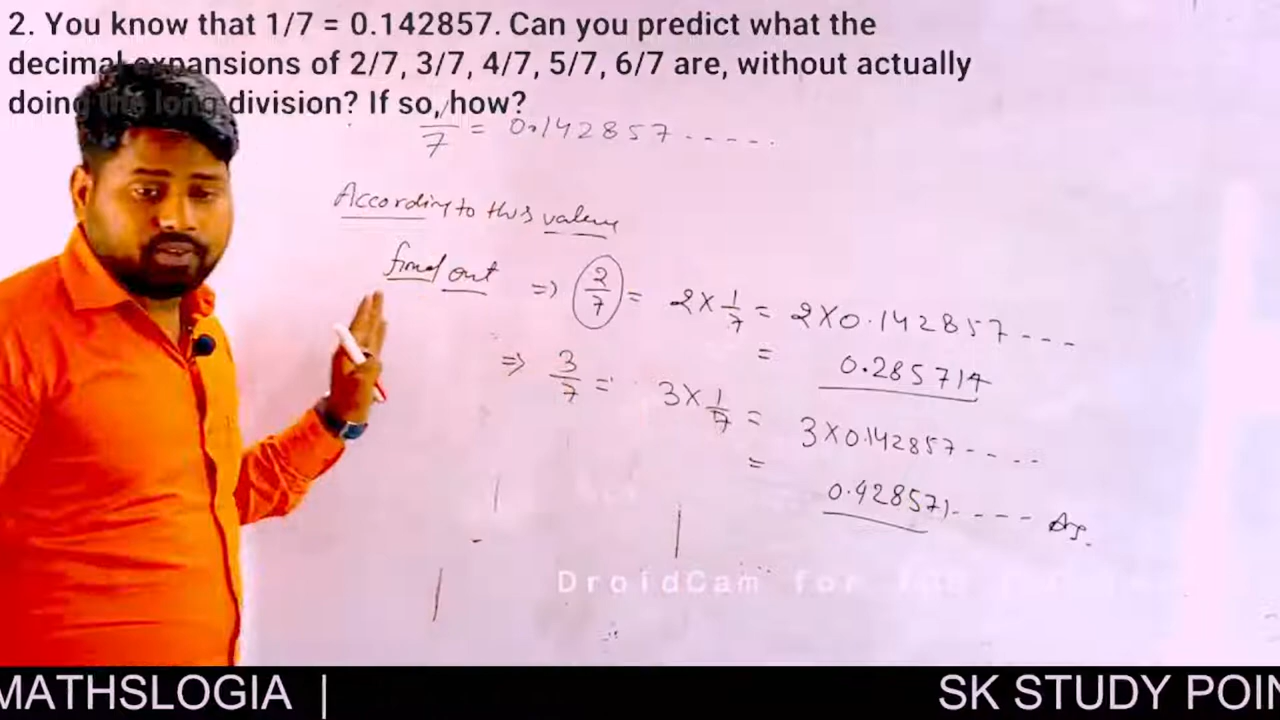 2. You know that 1/7 = 0.142857. Can you predict what the
decimal expansions of 2/7, 3/7, 4/7, 5/7, 6/7 are, without actually
doing the long division? If so, how?
/7 = 0.142857.....
According to this value
find out => 2/7 = 2 × 1/7 = 2×0.142857....
= 0.285714
=> 3/7 = 3 × 1/7 = 3×0.142857....
= 0.428571.---- Ans.
DroidCam for
MATHSLOGIA |
SK STUDY POIN